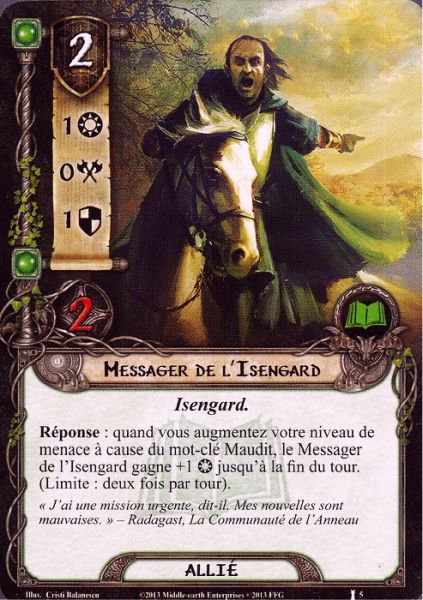 2
1
0
1
2
MESSAGER DE L'ISENGARD
Isengard.
Réponse : quand vous augmentez votre niveau de
menace à cause du mot-clé Maudit, le Messager
de l'Isengard gagne +1 jusqu'à la fin du tour.
(Limite : deux fois par tour).
« J'ai une mission urgente, dit-il. Mes nouvelles sont
mauvaises. » – Radagast, La Communauté de l'Anneau
ALLIÉ
Illus. Cristi Balanescu ©2013 Middle-earth Enterprises ©2013 FFG 5